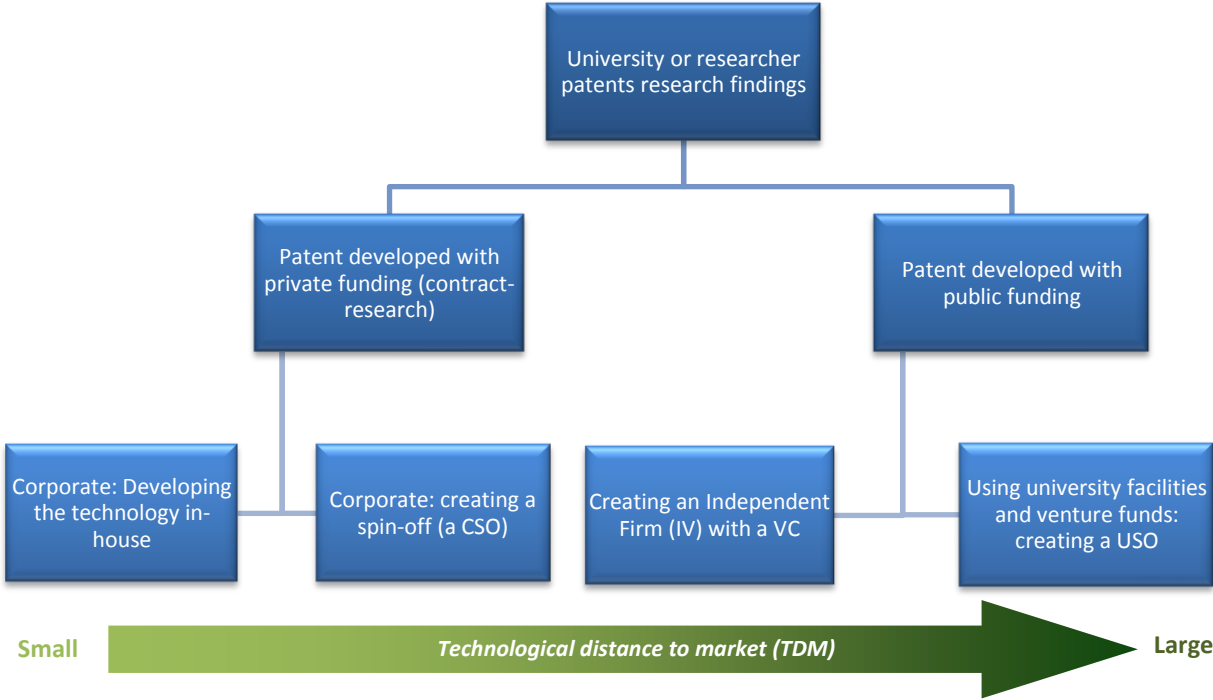 University or researcher
patents research findings
Patent developed with
private funding (contract-
research)
Patent developed with
public funding
Corporate: Developing
the technology in-
house
Corporate: creating a
spin-off (a CSO)
Creating an Independent
Firm (IV) with a VC
Using university facilities
and venture funds:
creating a USO
Small
Technological distance to market (TDM)
Large